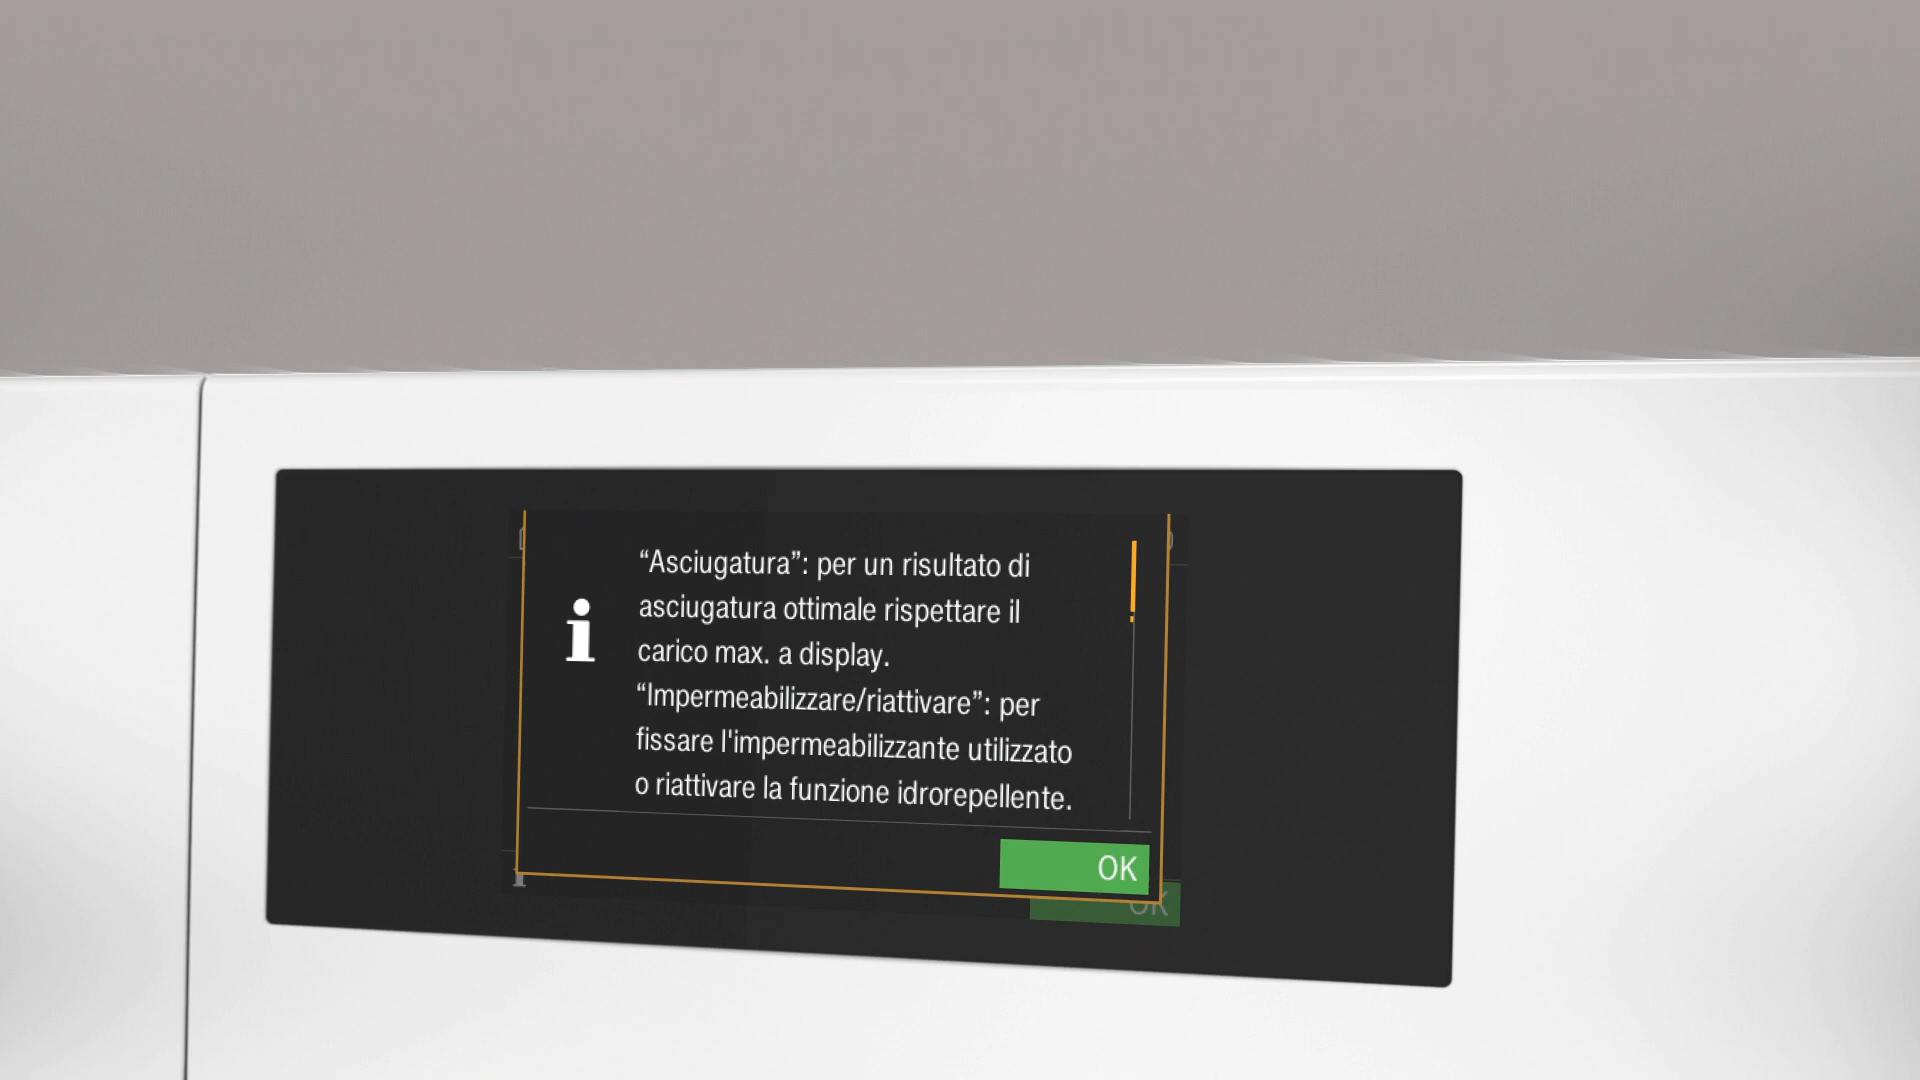 “Asciugatura”: per un risultato di
asciugatura ottimale rispettare il
carico max. a display.
“Impermeabilizzare/riattivare”: per
fissare l'impermeabilizzante utilizzato
o riattivare la funzione idrorepellente.
OK
OK